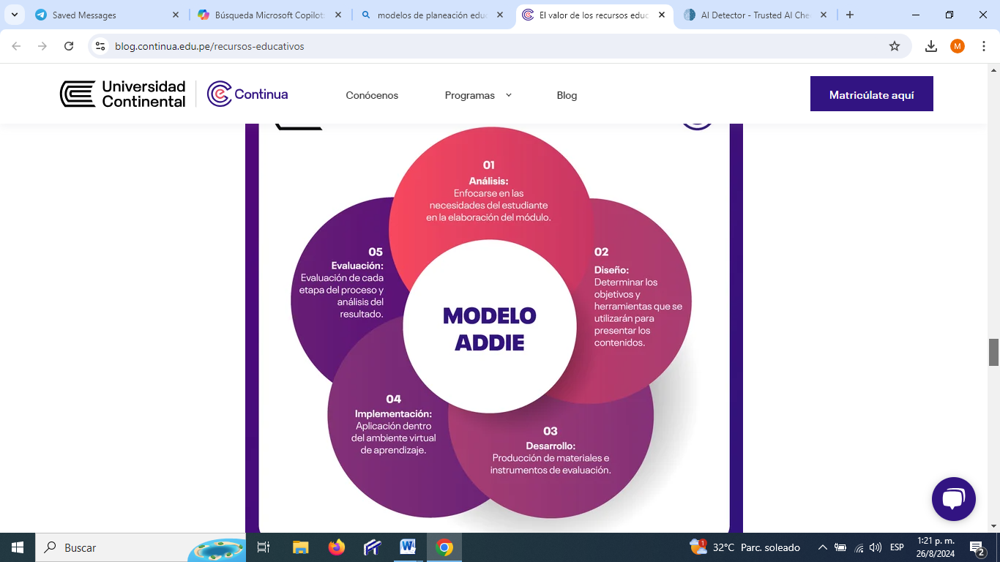 Saved Messages
Búsqueda Microsoft Copilot:
modelos de planeación educ
El valor de los recursos educ
AI Detector - Trusted AI Che
blog.continua.edu.pe/recursos-educativos
M
Universidad
Continental
Continua
Conócenos
Programas
Blog
Matricúlate aquí
01
Análisis:
Enfocarse en las
necesidades del estudiante
en la elaboración del módulo.
02
Diseño:
Determinar los
objetivos y
herramientas que se
utilizarán para
presentar los
contenidos.
05
Evaluación:
Evaluación de cada
etapa del proceso y
análisis del
resultado.
MODELO
ADDIE
04
Implementación:
Aplicación dentro
del ambiente virtual
de aprendizaje.
03
Desarrollo:
Producción de materiales e
instrumentos de evaluación.
Buscar
1
32°C Parc. soleado
ESP
1:21 p. m.
26/8/2024
2